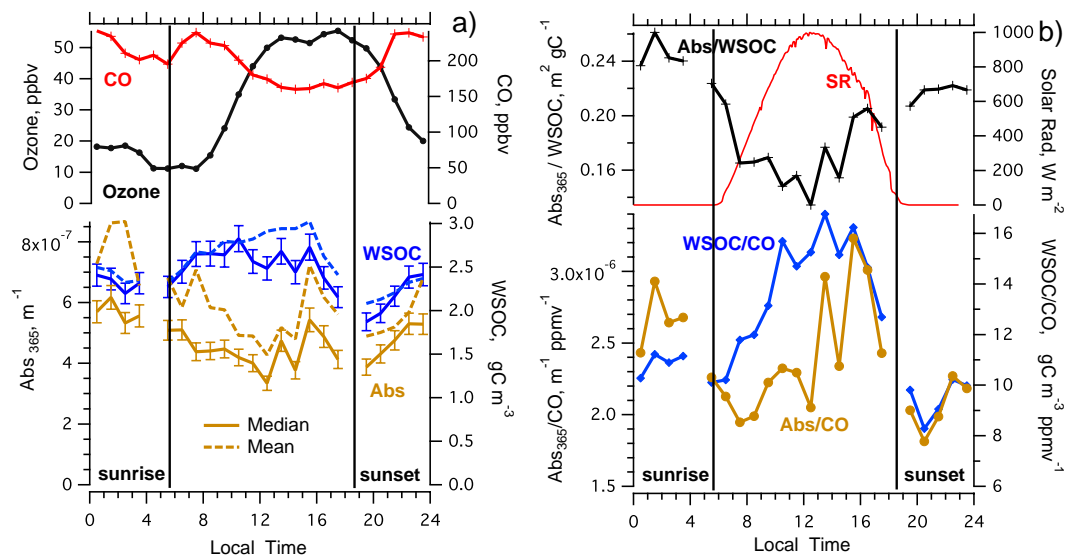 a)
50
40
30
20
10
0
Ozone, ppbv
CO
Ozone
200
150
100
50
0
CO, ppbv
8x10-7
6
4
2
0
Abs 365, m-1
WSOC
Abs
Median
Mean
sunrise
sunset
3.0
2.5
2.0
1.5
1.0
0.5
0.0
WSOC, gC m-3
0 4 8 12 16 20 24
Local Time
b)
0.24
0.20
0.16
0.12
Abs365/ WSOC, m2 gC-1
Abs/WSOC
SR
1000
800
600
400
200
0
Solar Rad, W m-2
3.0x10-6
2.5
2.0
1.5
Abs365/CO, m-1 ppmv-1
WSOC/CO
Abs/CO
sunrise
sunset
16
14
12
10
8
6
WSOC/CO, gC m-3 ppmv-1
0 4 8 12 16 20 24
Local Time